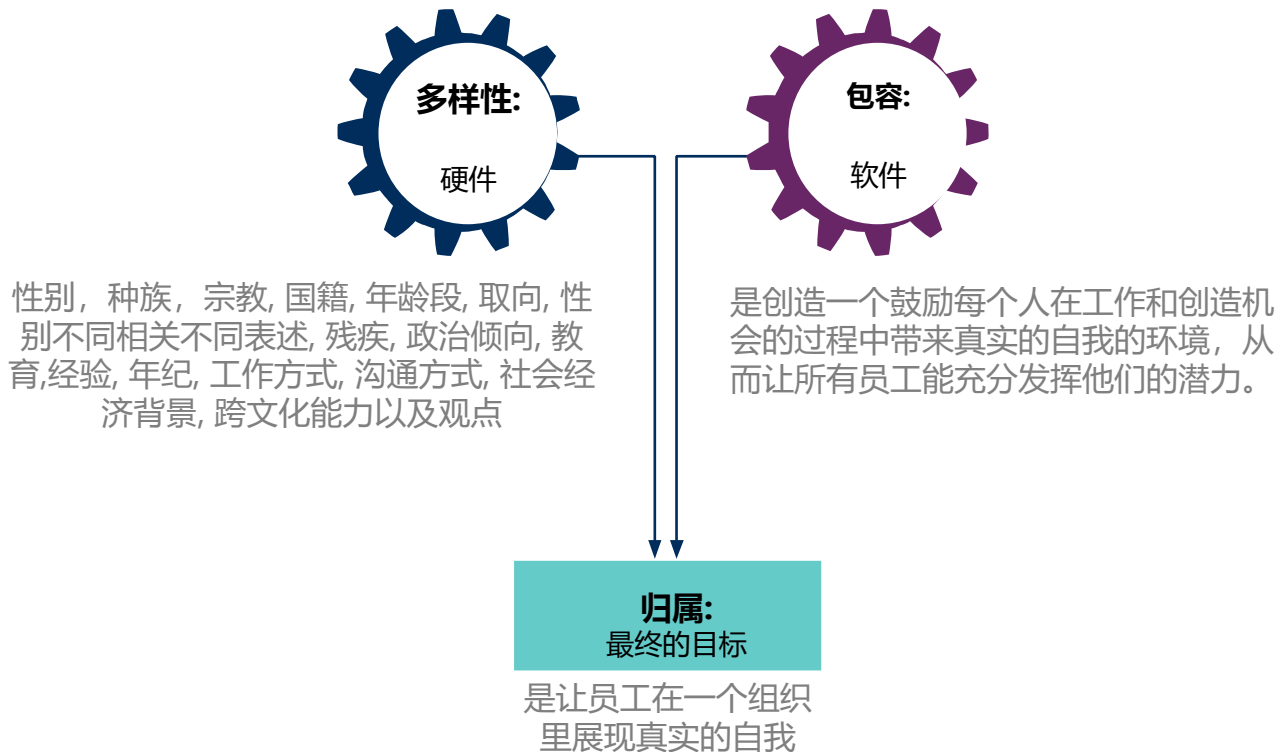 多样性:
硬件
性别，种族，宗教, 国籍, 年龄段, 取向, 性
别不同相关不同表述, 残疾, 政治倾向, 教
育,经验, 年纪, 工作方式, 沟通方式, 社会经
济背景, 跨文化能力以及观点
包容:
软件
是创造一个鼓励每个人在工作和创造机
会的过程中带来真实的自我的环境，从
而让所有员工能充分发挥他们的潜力。
归属:
最终的目标
是让员工在一个组织
里展现真实的自我